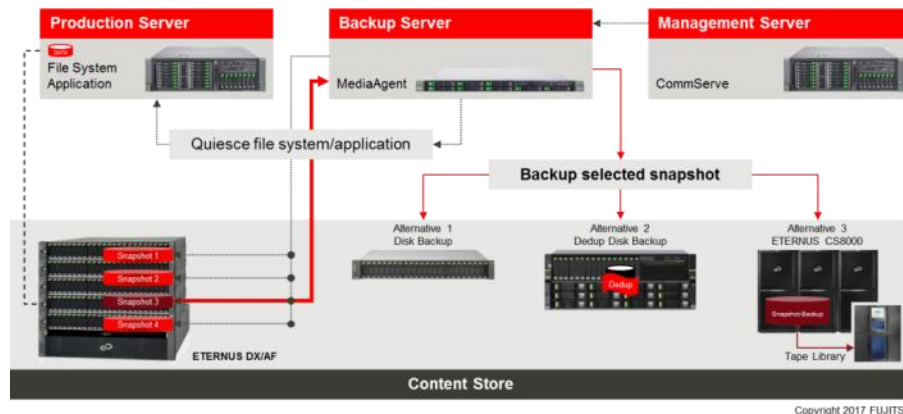 Production Server
Backup Server
Management Server
DATA
File System
Application
MediaAgent
CommServe
Quiesce file system/application
Backup selected snapshot
Alternative 1
Disk Backup
Alternative 2
Dedup Disk Backup
Alternative 3
ETERNUS CS8000
Snapshot 1
Snapshot 2
Snapshot 3
Snapshot 4
Dedup
Snapshot-Backup
Tape Library
ETERNUS DX/AF
Content Store
Copyright 2017 FUJITS